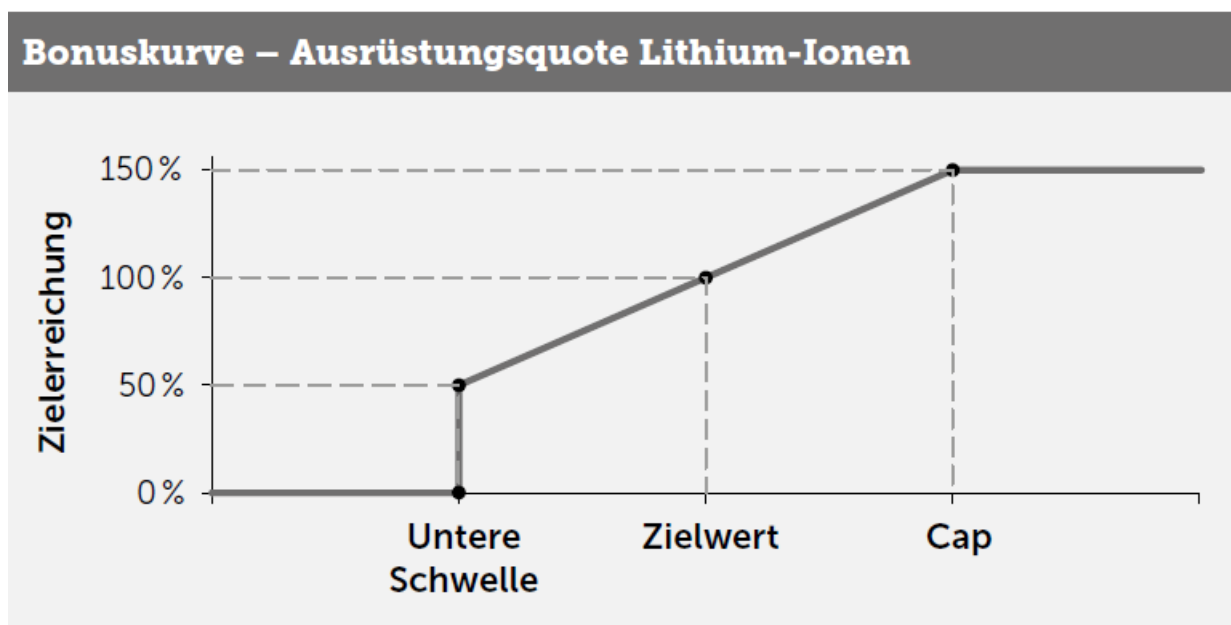 Bonuskurve – Ausrüstungsquote Lithium-Ionen
Zielerreichung
150 %
100 %
50 %
0 %
Untere
Schwelle
Zielwert
Cap